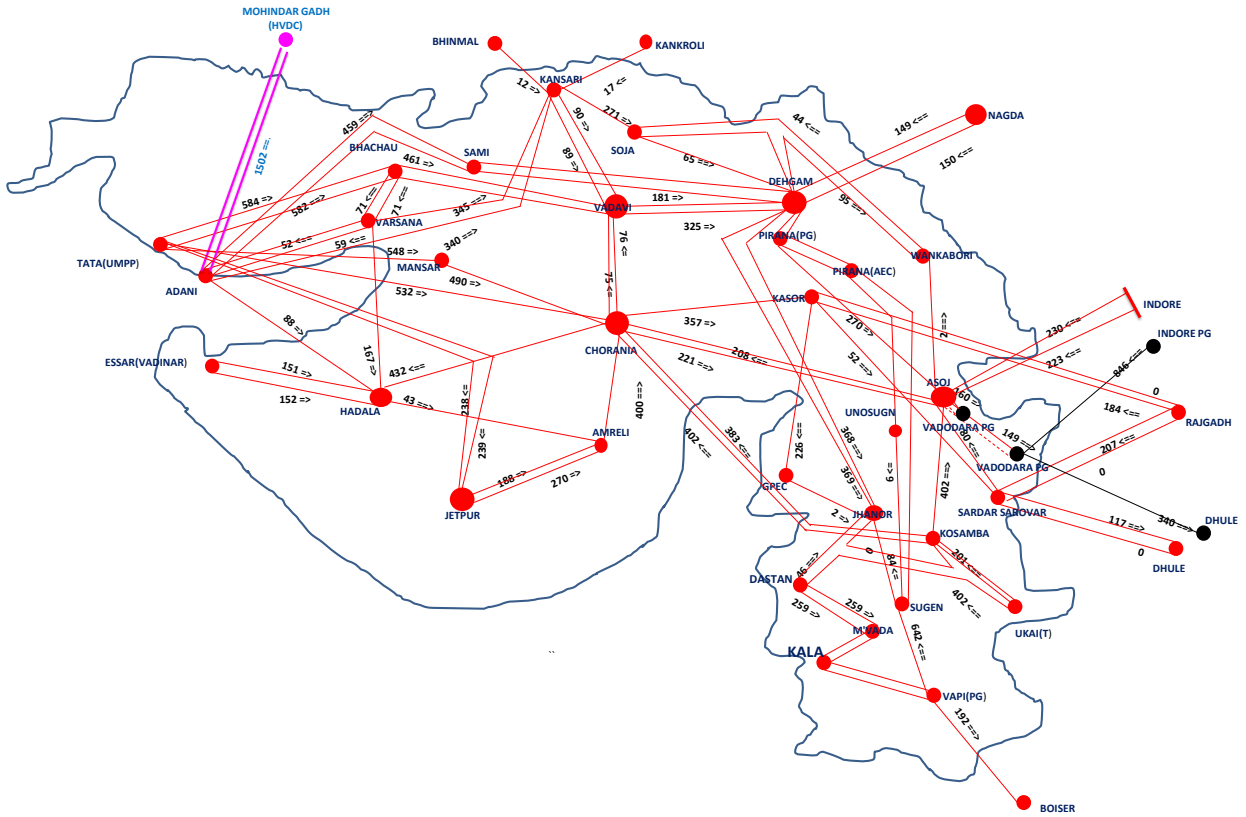 MOHINDAR GADH
(HVDC)
BHINMAL
KANKROLI
KANSARI
12 =>
17 <=
1502 ==.
459 ==>
90 =>
271 =>
44 <==
149 <==
NAGDA
BHACHAU
461 =>
SAMI
89 =>
SOJA
65 ==>
150 <==
DEHGAM
584 =>
582 ==>
71 <=
71 <=
345 ==>
VADAVI
181 =>
95 ==>
VARSANA
325 =>
PIRANA(PG)
52 <==
59 <==
340 ==>
76 <=
WANKABORI
TATA(UMPP)
548 =>
MANSAR
PIRANA(AEC)
490 =>
75 <=
ADANI
532 =>
KASOR
INDORE
88 =>
357 =>
270 =>
2 ==>
230 <==
INDORE PG
CHORANIA
208 <==
221 ==>
52 ==>
223 <==
846 <==
ESSAR(VADINAR)
151 =>
167 =>
432 <==
ASOJ
152 =>
HADALA
43 =>
238 <=
400 ==>
160 =>
0
UNOSUGN
VADODARA PG
184 <==
RAJGADH
AMRELI
402 <==
383 <==
226 <==
368 ==>
80 <==
149 ==>
207 <==
239 <=
VADODARA PG
0
188 =>
270 =>
GPEC
369 ==>
9 <==
402 ==>
JETPUR
SARDAR SAROVAR
JHANOR
2 =>
117 ==>
340 ==>
DHULE
KOSAMBA
0
DHULE
46 ==>
0
84 <=
201 <==
DASTAN
402 <==
259 =>
259 =>
SUGEN
UKAI(T)
M'VADA
642 <==
KALA
``
VAPI(PG)
192 ==>
BOISER